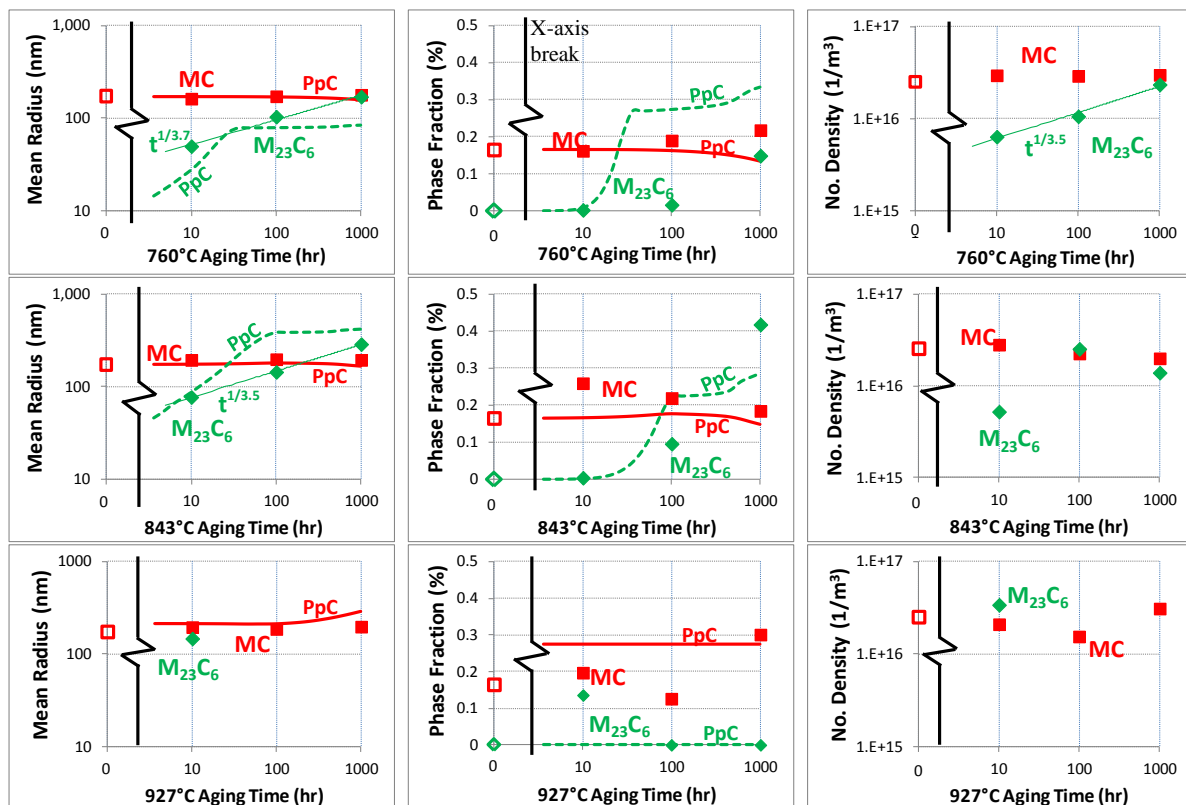 Mean Radius (nm)
1,000
100
10
MC
PpC
t1/3.7
M23C6
PpC
0
10
100
1000
760°C Aging Time (hr)
Phase Fraction (%)
0.5
0.4
0.3
0.2
0.1
0
X-axis
break
PpC
MC
PpC
M23C6
0
10
100
1000
760°C Aging Time (hr)
No. Density (1/m³)
1.E+17
1.E+16
1.E+15
MC
t1/3.5
M23C6
0
10
100
1000
760°C Aging Time (hr)
Mean Radius (nm)
1,000
100
10
PpC
MC
PpC
t1/3.5
M23C6
0
10
100
1000
843°C Aging Time (hr)
Phase Fraction (%)
0.5
0.4
0.3
0.2
0.1
0
PpC
MC
PpC
M23C6
0
10
100
1000
843°C Aging Time (hr)
No. Density (1/m³)
1.E+17
1.E+16
1.E+15
MC
M23C6
0
10
100
1000
843°C Aging Time (hr)
Mean Radius (nm)
1000
100
10
PpC
MC
M23C6
0
10
100
1000
927°C Aging Time (hr)
Phase Fraction (%)
0.5
0.4
0.3
0.2
0.1
0
PpC
MC
M23C6
PpC
0
10
100
1000
927°C Aging Time (hr)
No. Density (1/m³)
1.E+17
1.E+16
1.E+15
M23C6
MC
0
10
100
1000
927°C Aging Time (hr)